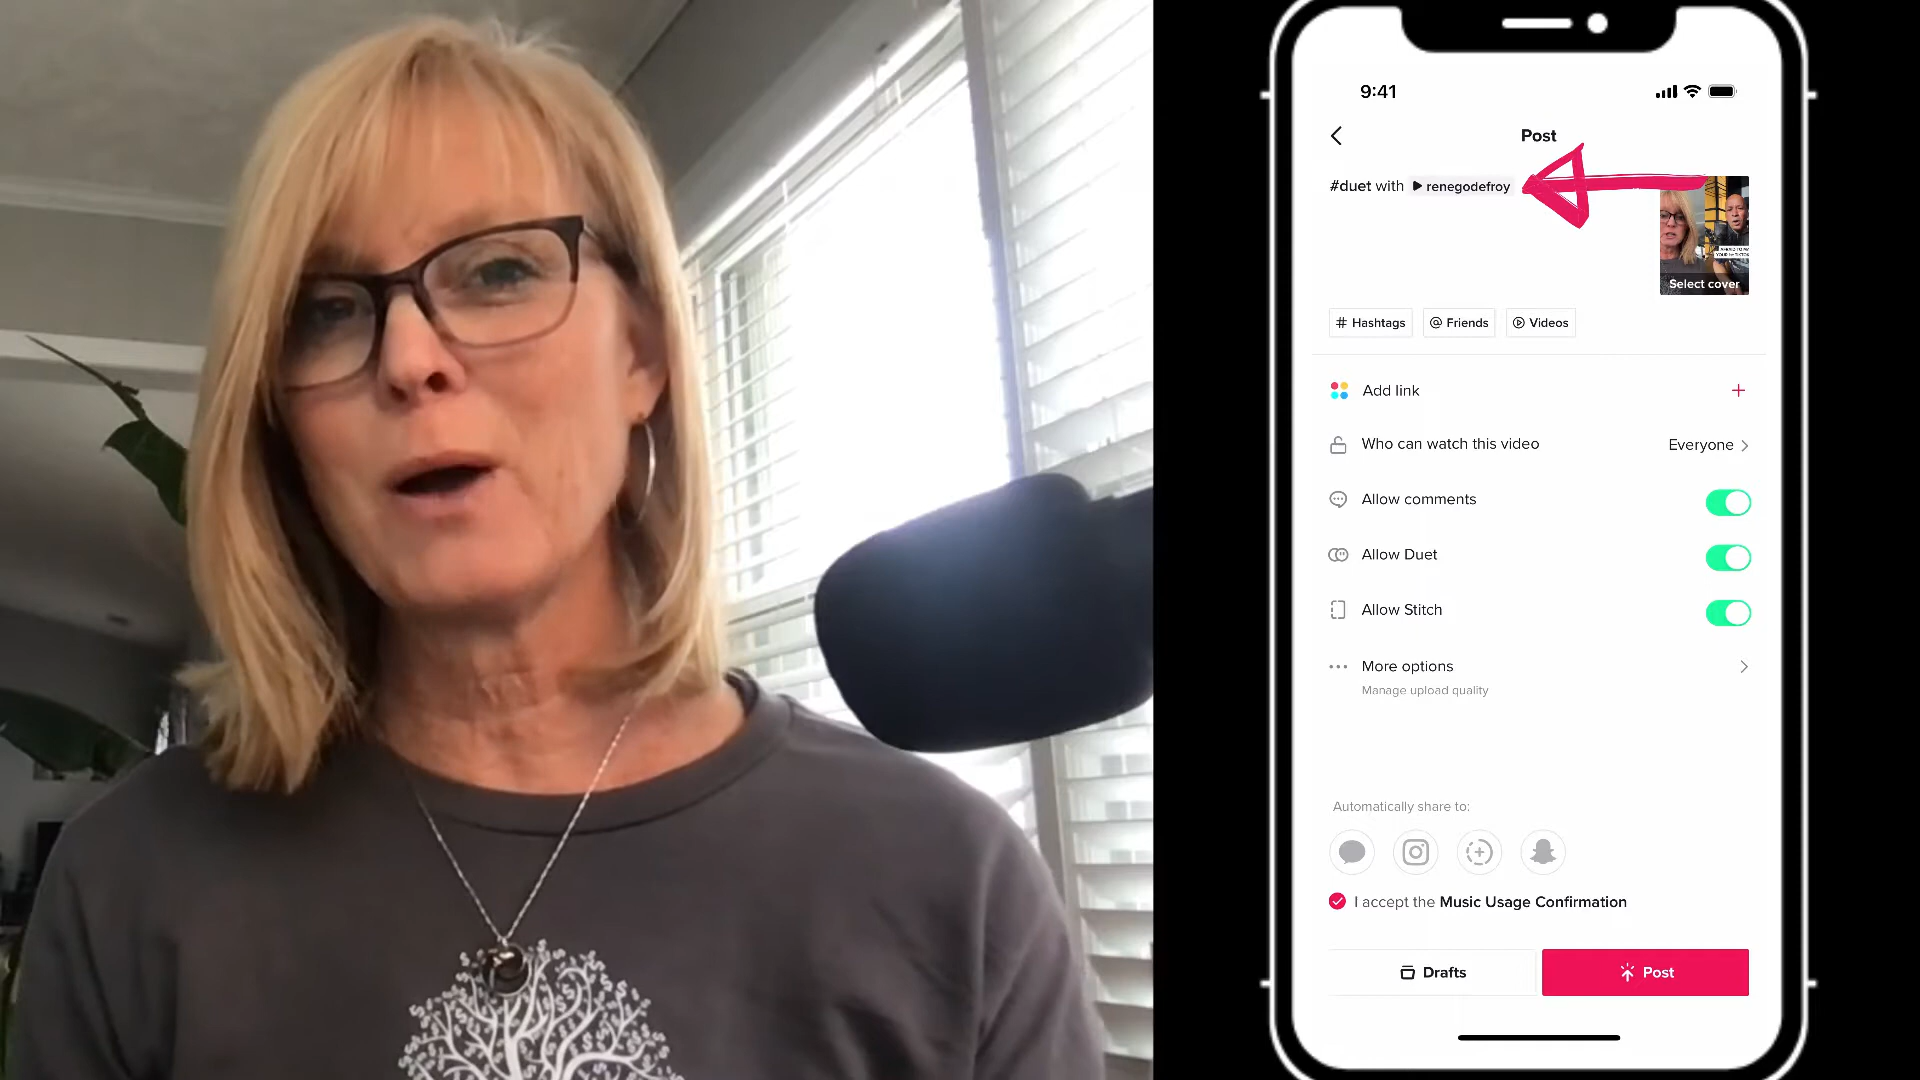 9:41
Post
#duet with renegodefroy
AFRAID TO
Select cover
# Hashtags @ Friends Videos
Add link +
Who can watch this video Everyone
Allow comments
Allow Duet
Allow Stitch
More options
Manage upload quality
Automatically share to:
I accept the Music Usage Confirmation
Drafts Post